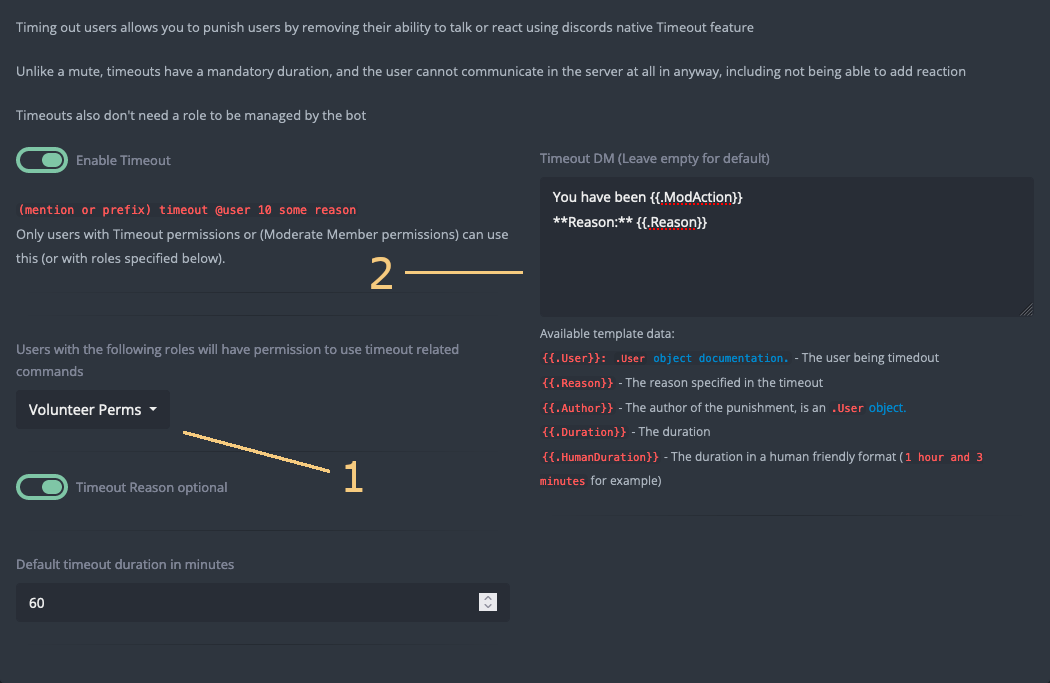 Timing out users allows you to punish users by removing their ability to talk or react using discords native Timeout feature
Unlike a mute, timeouts have a mandatory duration, and the user cannot communicate in the server at all in anyway, including not being able to add reaction
Timeouts also don't need a role to be managed by the bot
Enable Timeout
(mention or prefix) timeout @user 10 some reason
Only users with Timeout permissions or (Moderate Member permissions) can use
this (or with roles specified below).
Users with the following roles will have permission to use timeout related
commands
Volunteer Perms
1
Timeout Reason optional
Default timeout duration in minutes
60
Timeout DM (Leave empty for default)
2
You have been {{.ModAction}}
**Reason:** {{.Reason}}
Available template data:
{{.User}}: .User object documentation. - The user being timedout
{{.Reason}} - The reason specified in the timeout
{{.Author}} - The author of the punishment, is an .User object.
{{.Duration}} - The duration
{{.HumanDuration}} - The duration in a human friendly format (1 hour and 3
minutes for example)